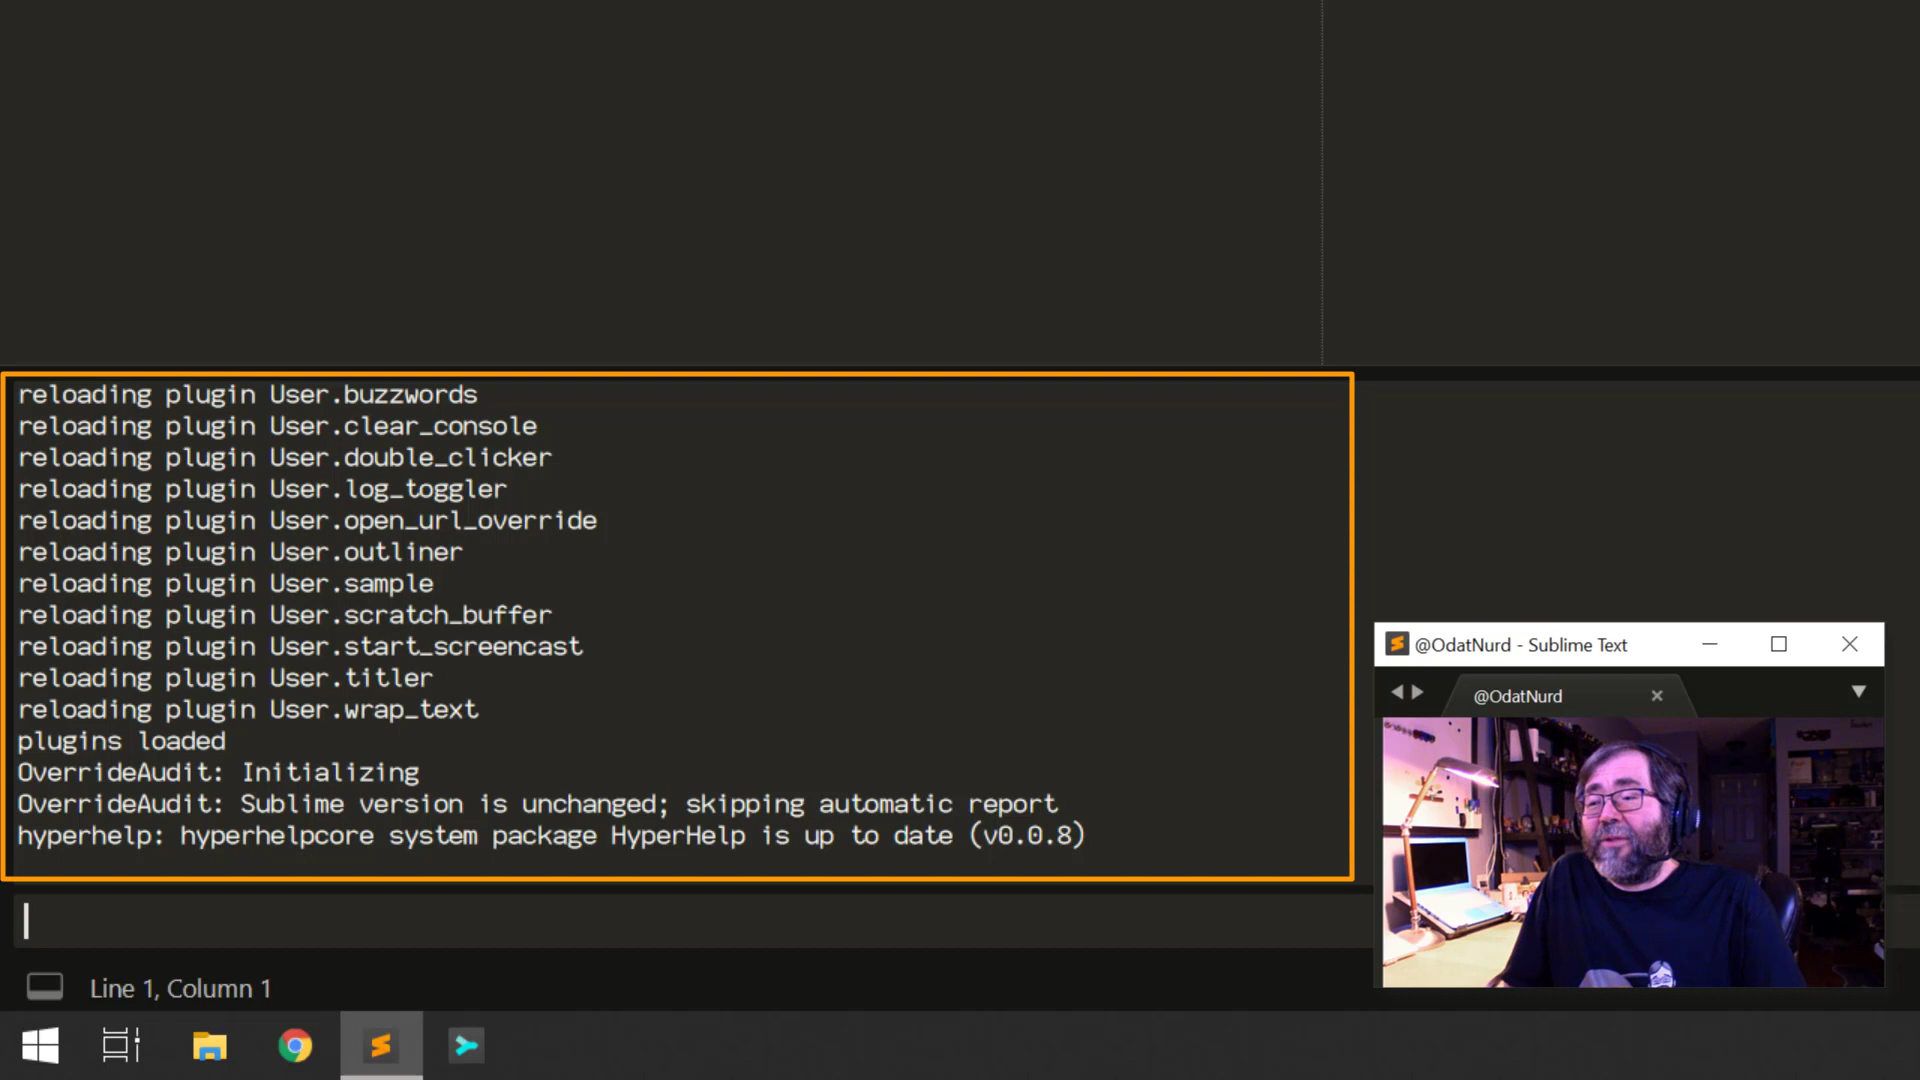 reloading plugin User.buzzwords
reloading plugin User.clear_console
reloading plugin User.double_clicker
reloading plugin User.log_toggler
reloading plugin User.open_url_override
reloading plugin User.outliner
reloading plugin User.sample
reloading plugin User.scratch_buffer
reloading plugin User.start_screencast
reloading plugin User.titler
reloading plugin User.wrap_text
plugins loaded
OverrideAudit: Initializing
OverrideAudit: Sublime version is unchanged; skipping automatic report
hyperhelp: hyperhelpcore system package HyperHelp is up to date (v0.0.8)
@OdatNurd - Sublime Text
@OdatNurd
Line 1, Column 1